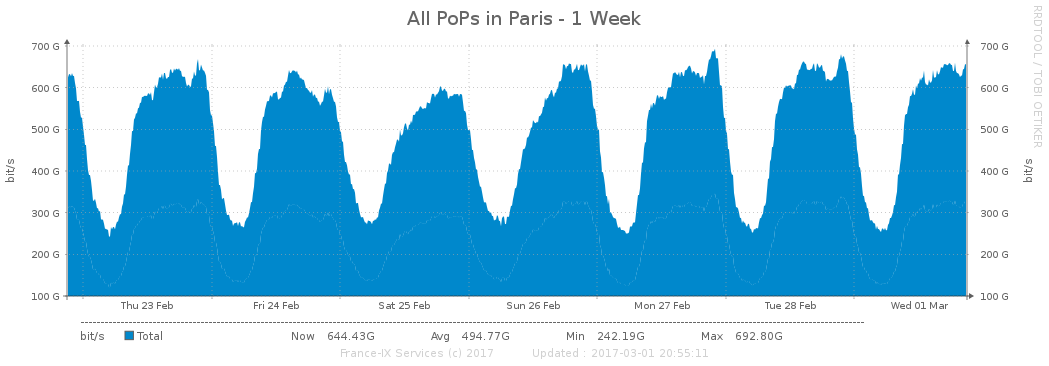 All PoPs in Paris - 1 Week
RRDTOOL / TOBI OETIKER
bit/s
700 G 700 G
600 G 600 G
500 G 500 G
400 G 400 G
300 G 300 G
200 G 200 G
100 G 100 G
bit/s
Thu 23 Feb Fri 24 Feb Sat 25 Feb Sun 26 Feb Mon 27 Feb Tue 28 Feb Wed 01 Mar
bit/s Total Now 644.43G Avg 494.77G Min 242.19G Max 692.80G
France-IX Services (c) 2017 Updated : 2017-03-01 20:55:11